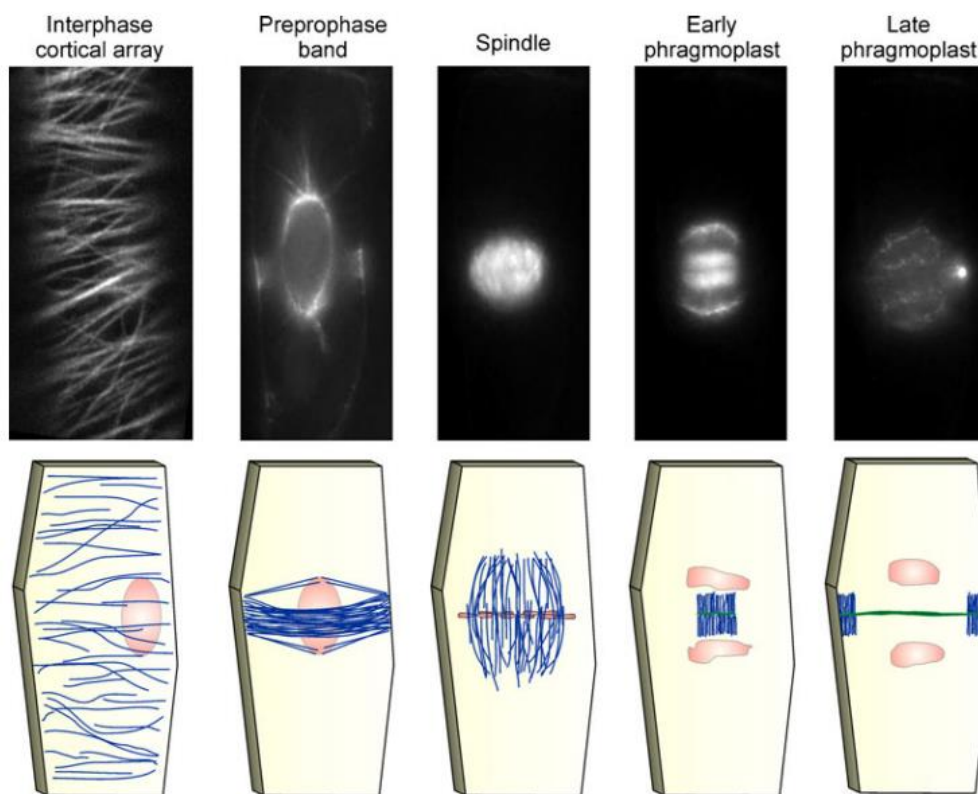 Interphase
cortical array
Preprophase
band
Spindle
Early
phragmoplast
Late
phragmoplast